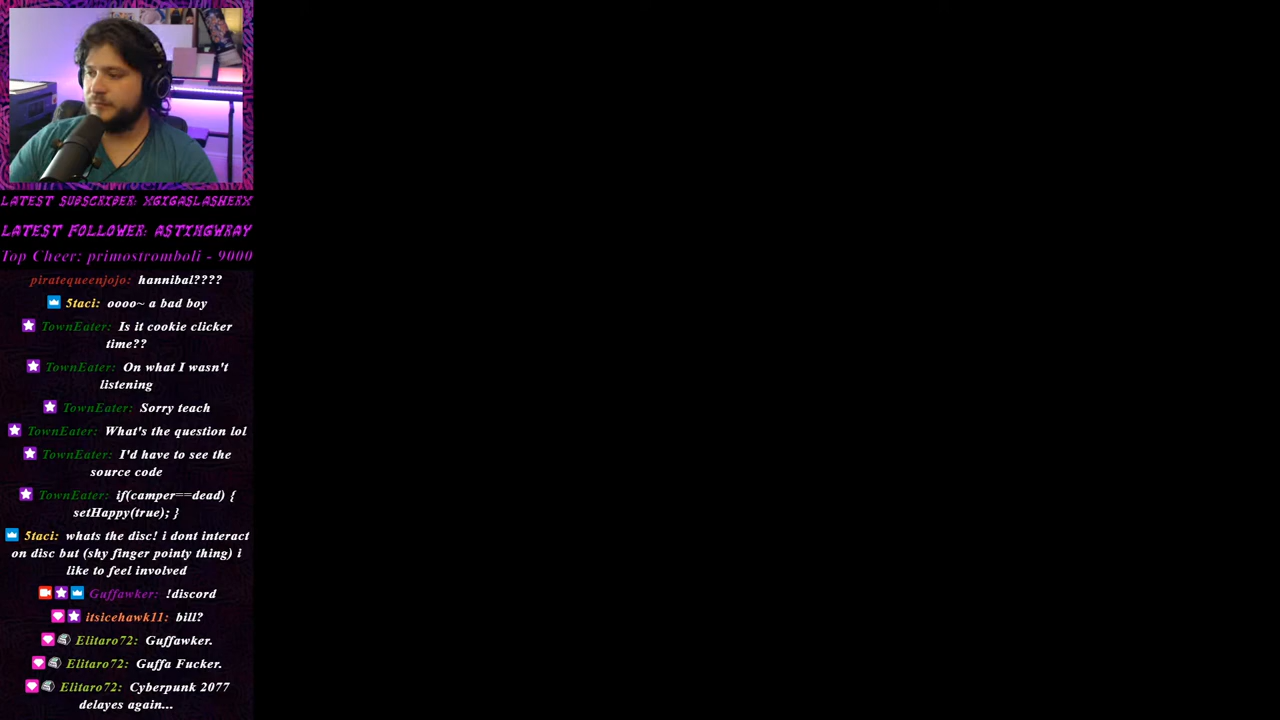 LATEST SUBSCRIBER: XGIGASLASHERX
LATEST FOLLOWER: ASTINGWRAY
Top Cheer: primostromboli - 9000
piratequeenjojo: hannibal????
5taci: oooo~ a bad boy
TownEater: Is it cookie clicker
time??
TownEater: On what I wasn't
listening
TownEater: Sorry teach
TownEater: What's the question lol
TownEater: I'd have to see the
source code
TownEater: if(camper==dead) {
setHappy(true); }
5taci: whats the disc! i dont interact
on disc but (shy finger pointy thing) i
like to feel involved
Guffawker: !discord
itsicehawk11: bill?
Elitaro72: Guffawker.
Elitaro72: Guffa Fucker.
Elitaro72: Cyberpunk 2077
delayes again...